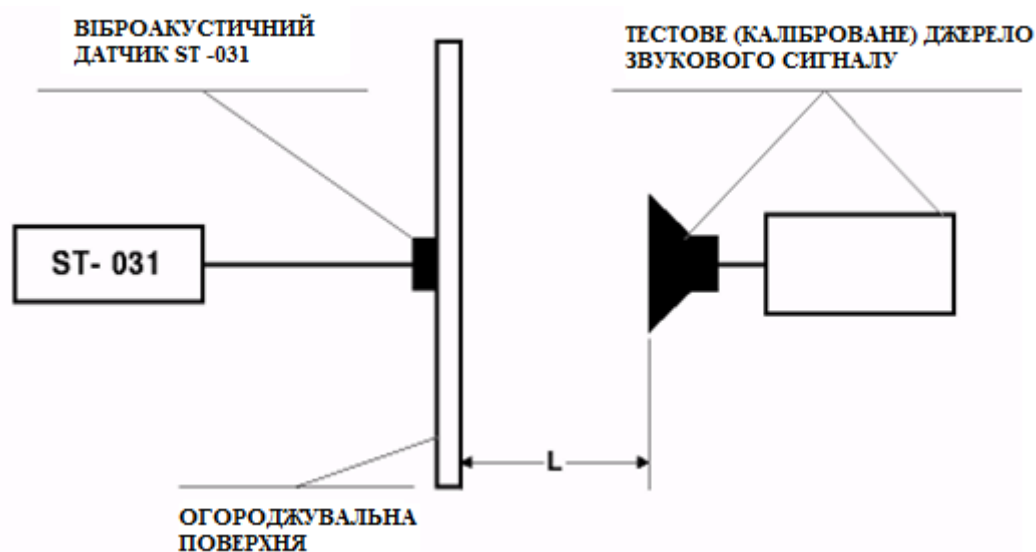 ВІБРОАКУСТИЧНИЙ
ДАТЧИК ST -031
ТЕСТОВЕ (КАЛІБРОВАНЕ) ДЖЕРЕЛО
ЗВУКОВОГО СИГНАЛУ
ST- 031
L
ОГОРОДЖУВАЛЬНА
ПОВЕРХНЯ